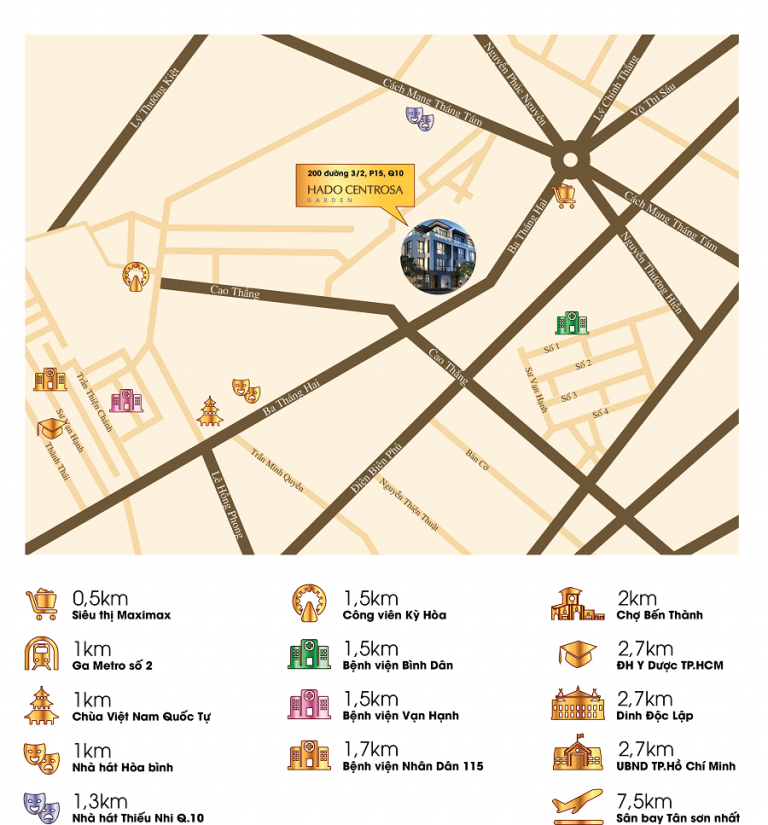 Lý Thường Kiệt
Cách Mạng Tháng Tám
Nguyễn Phúc Nguyên
Lý Chính Thắng
Võ Thị Sáu
200 đường 3/2, P15, Q10
HADO CENTROSA
GARDEN
Ba Tháng Hai
Cách Mạng Tháng Tám
Nguyễn Thượng Hiền
Cao Thắng
Cao Thắng
Số 1
Số 2
Số 3
Số 4
Sư Vạn Hạnh
Trần Thiện Chánh
Sư Vạn Hạnh
Thành Thái
Ba Tháng Hai
Lê Hồng Phong
Trần Minh Quyền
Điện Biên Phủ
Nguyễn Thiện Thuật
Bàn Cờ
0,5km
Siêu thị Maximax
1km
Ga Metro số 2
1km
Chùa Việt Nam Quốc Tự
1km
Nhà hát Hòa bình
1,3km
Nhà hát Thiếu Nhi Q.10
1,5km
Công viên Kỳ Hòa
1,5km
Bệnh viện Bình Dân
1,5km
Bệnh viện Vạn Hạnh
1,7km
Bệnh viện Nhân Dân 115
2km
Chợ Bến Thành
2,7km
ĐH Y Dược TP.HCM
2,7km
Dinh Độc Lập
2,7km
UBND TP.Hồ Chí Minh
7,5km
Sân bay Tân sơn nhất